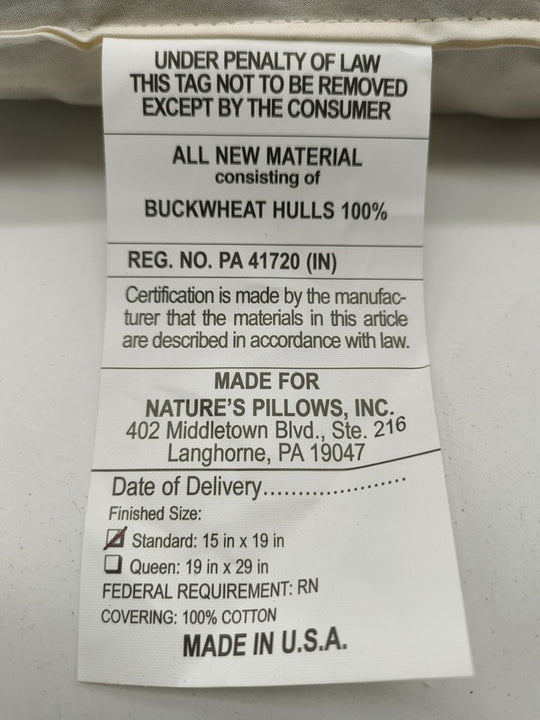 UNDER PENALTY OF LAW
THIS TAG NOT TO BE REMOVED
EXCEPT BY THE CONSUMER
ALL NEW MATERIAL
consisting of
BUCKWHEAT HULLS 100%
REG. NO. PA 41720 (IN)
Certification is made by the manufac-
turer that the materials in this article
are described in accordance with law.
MADE FOR
NATURE'S PILLOWS, INC.
402 Middletown Blvd., Ste. 216
Langhorne, PA 19047
Date of Delivery......................
Finished Size:
Standard: 15 in x 19 in
Queen: 19 in x 29 in
FEDERAL REQUIREMENT: RN
COVERING: 100% COTTON
MADE IN U.S.A.